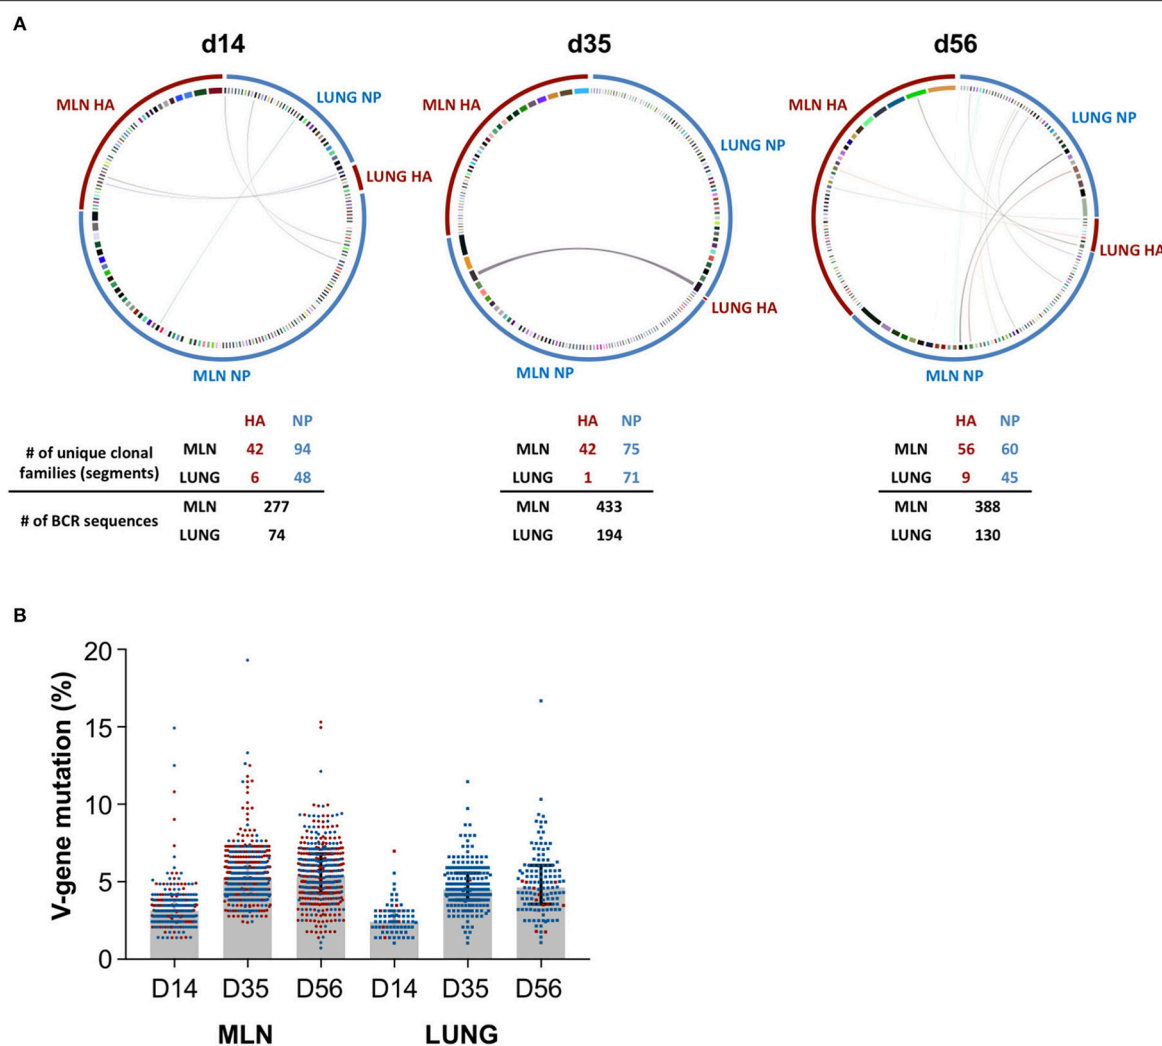 A
d14 d35 d56
MLN HA LUNG NP LUNG HA MLN NP
MLN HA LUNG NP LUNG HA MLN NP
MLN HA LUNG NP LUNG HA MLN NP
HA NP HA NP HA NP
# of unique clonal
families (segments)
MLN 42 94 MLN 42 75 MLN 56 60
LUNG 6 48 LUNG 1 71 LUNG 9 45
# of BCR sequences
MLN 277 MLN 433 MLN 388
LUNG 74 LUNG 194 LUNG 130
B
V-gene mutation (%)
20
15
10
5
0
D14 D35 D56 D14 D35 D56
MLN LUNG